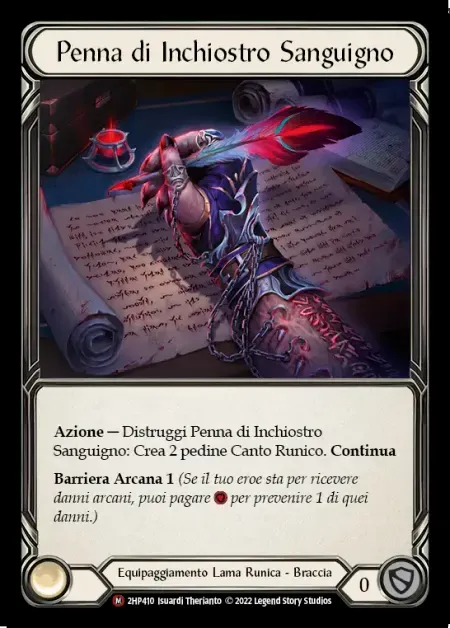 Penna di Inchiostro Sanguigno
Azione — Distruggi Penna di Inchiostro
Sanguigno: Crea 2 pedine Canto Runico. Continua
Barriera Arcana 1 (Se il tuo eroe sta per ricevere
danni arcani, puoi pagare per prevenire 1 di quei
danni.)
Equipaggiamento Lama Runica - Braccia
0
M 2HP410 Isuardi Therianto © 2022 Legend Story Studios